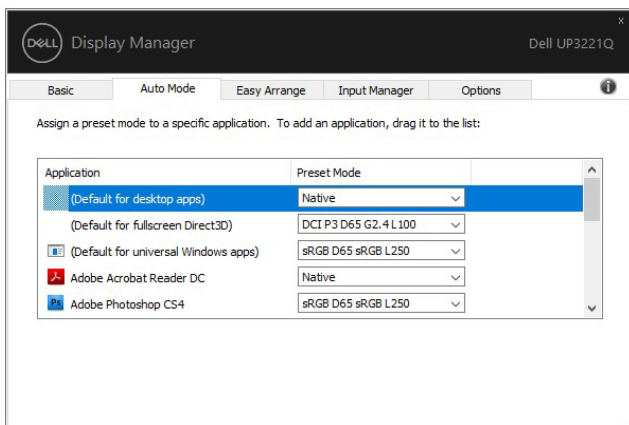 x
DELL Display Manager Dell UP3221Q
Basic Auto Mode Easy Arrange Input Manager Options i
Assign a preset mode to a specific application. To add an application, drag it to the list:
Application Preset Mode
(Default for desktop apps) Native
(Default for fullscreen Direct3D) DCI P3 D65 G2.4 L100
(Default for universal Windows apps) sRGB D65 sRGB L250
Adobe Acrobat Reader DC Native
Ps Adobe Photoshop CS4 sRGB D65 sRGB L250